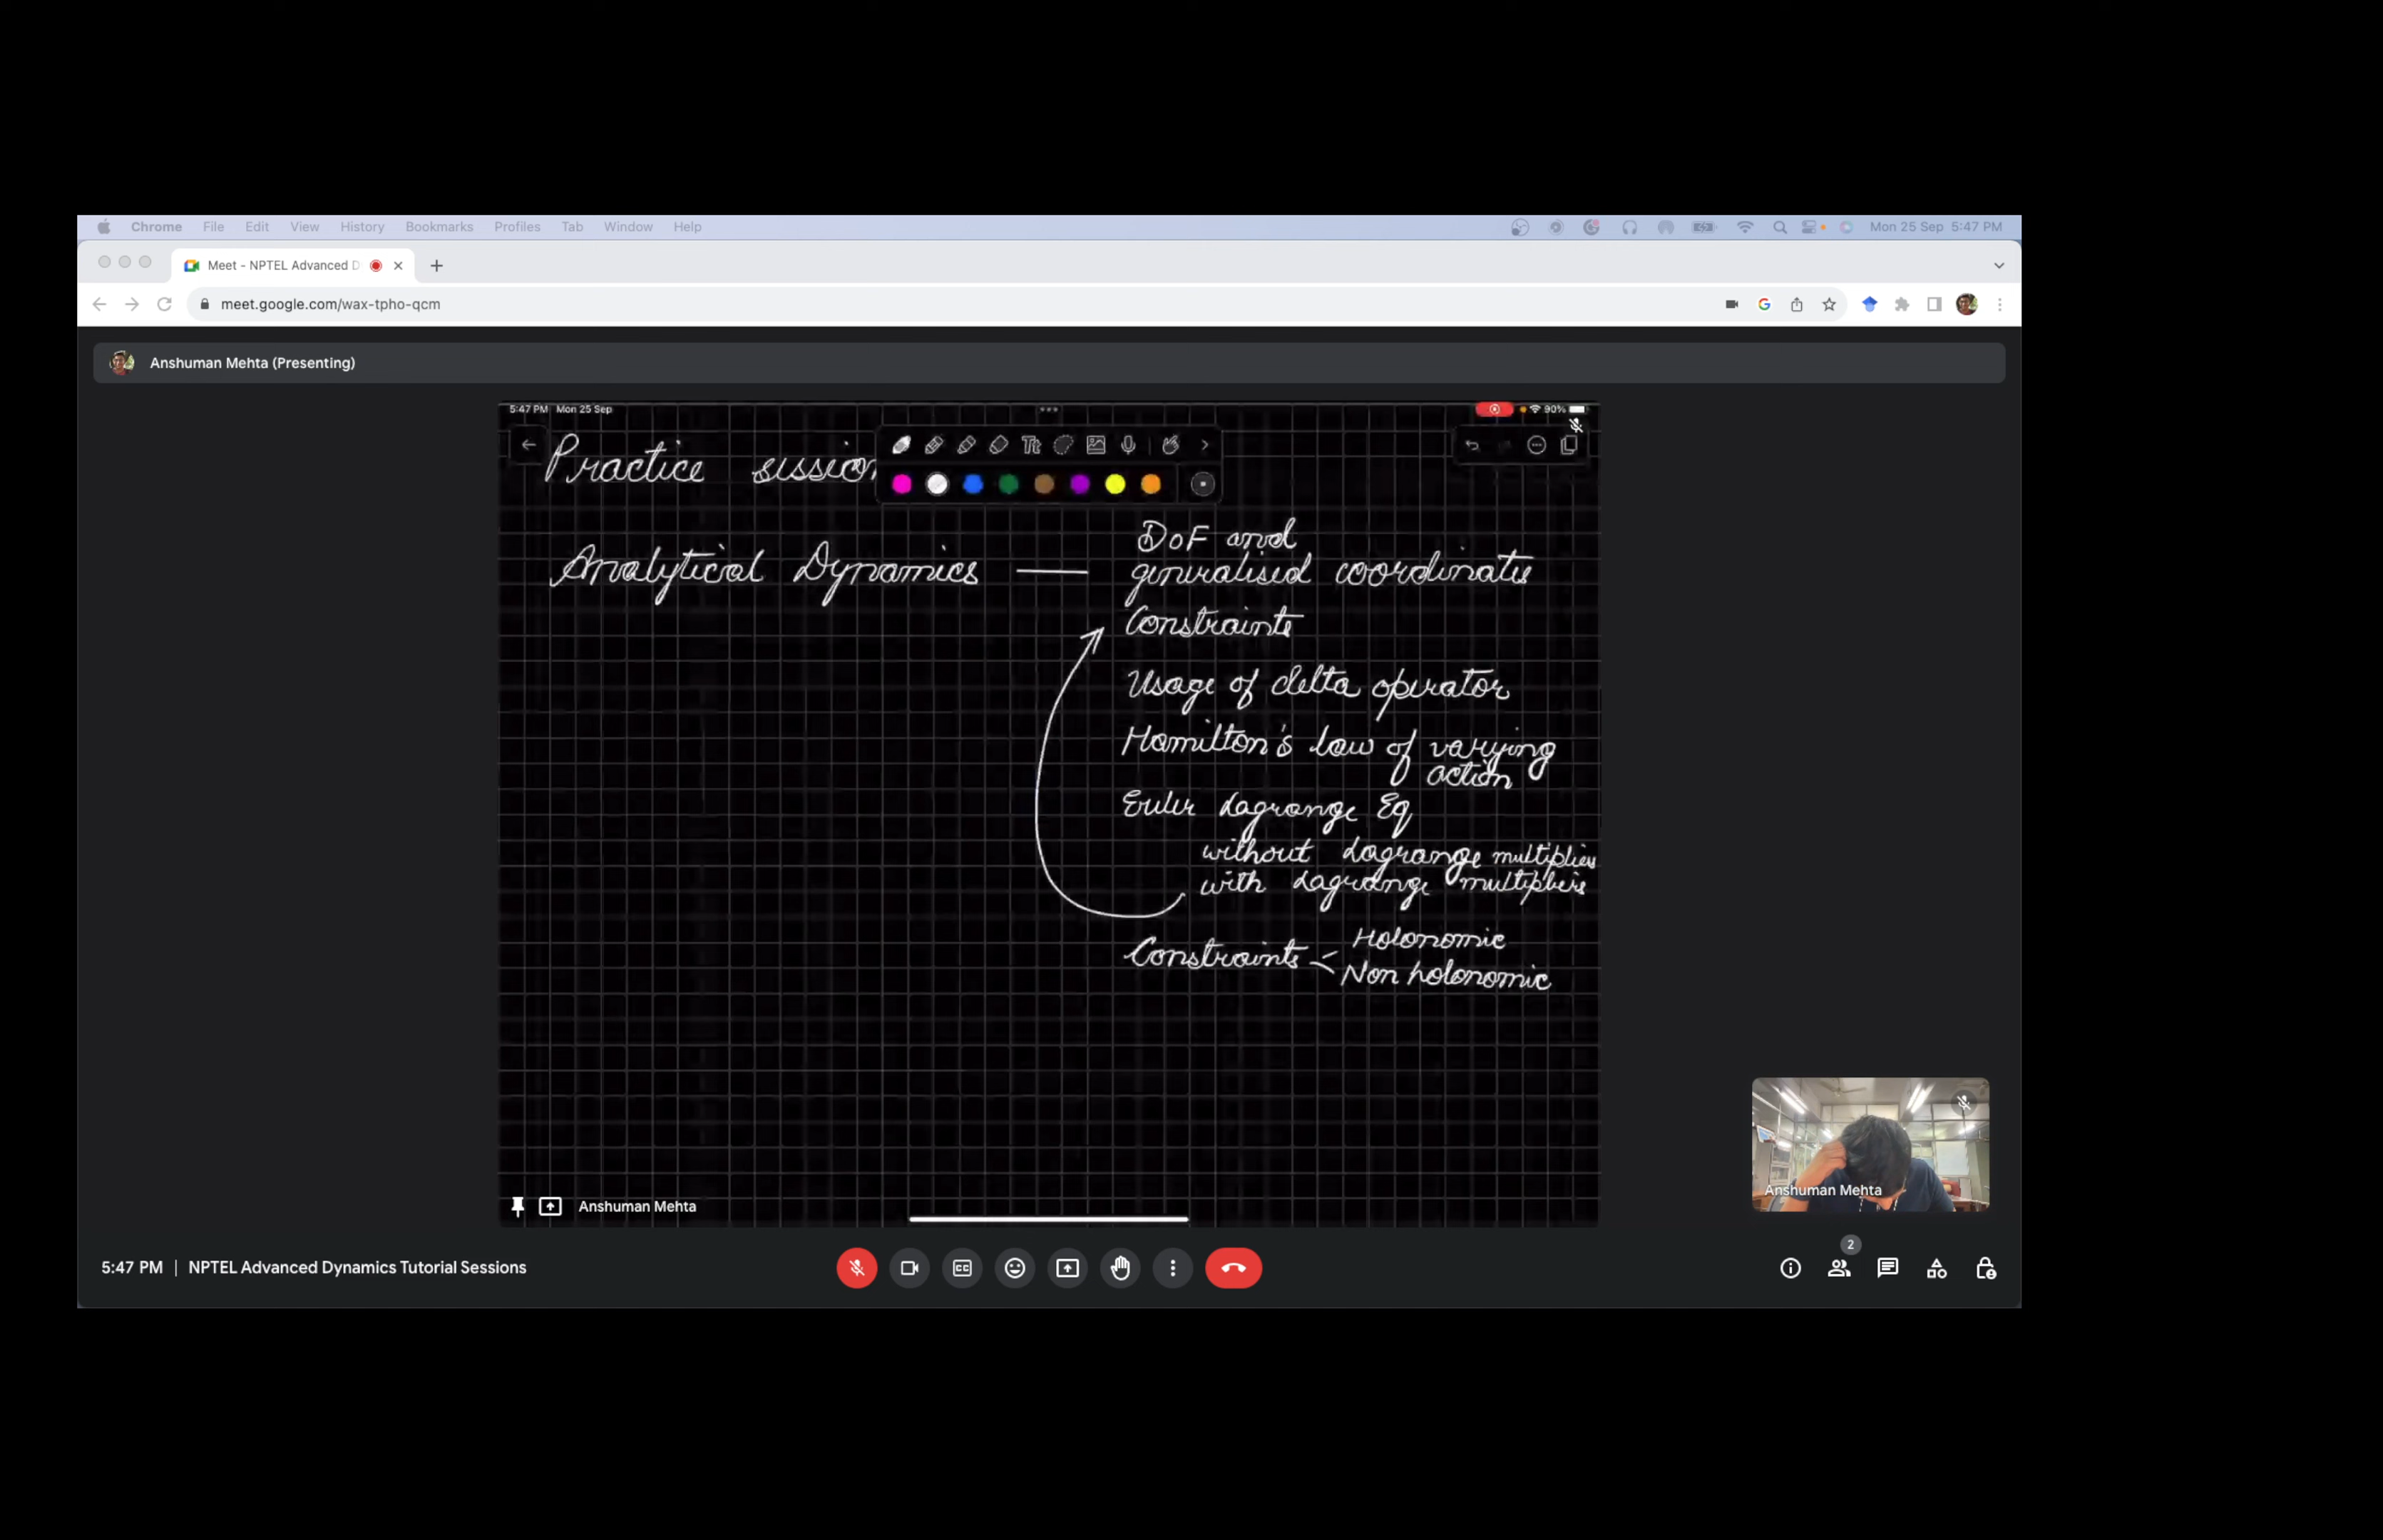 Chrome File Edit View History Bookmarks Profiles Tab Window Help Mon 25 Sep 5:47 PM
Meet - NPTEL Advanced D
meet.google.com/wax-tpho-qcm
Anshuman Mehta (Presenting)
5:47 PM Mon 25 Sep 90%
Practice session
Analytical Dynamics —
DoF and
generalised coordinates
Constraints
Usage of delta operator
Hamilton's law of varying
action
Euler Lagrange Eq
without Lagrange multipliers
with Lagrange multipliers
Constraints
Holonomic
Non holonomic
Anshuman Mehta
Anshuman Mehta
5:47 PM | NPTEL Advanced Dynamics Tutorial Sessions
2